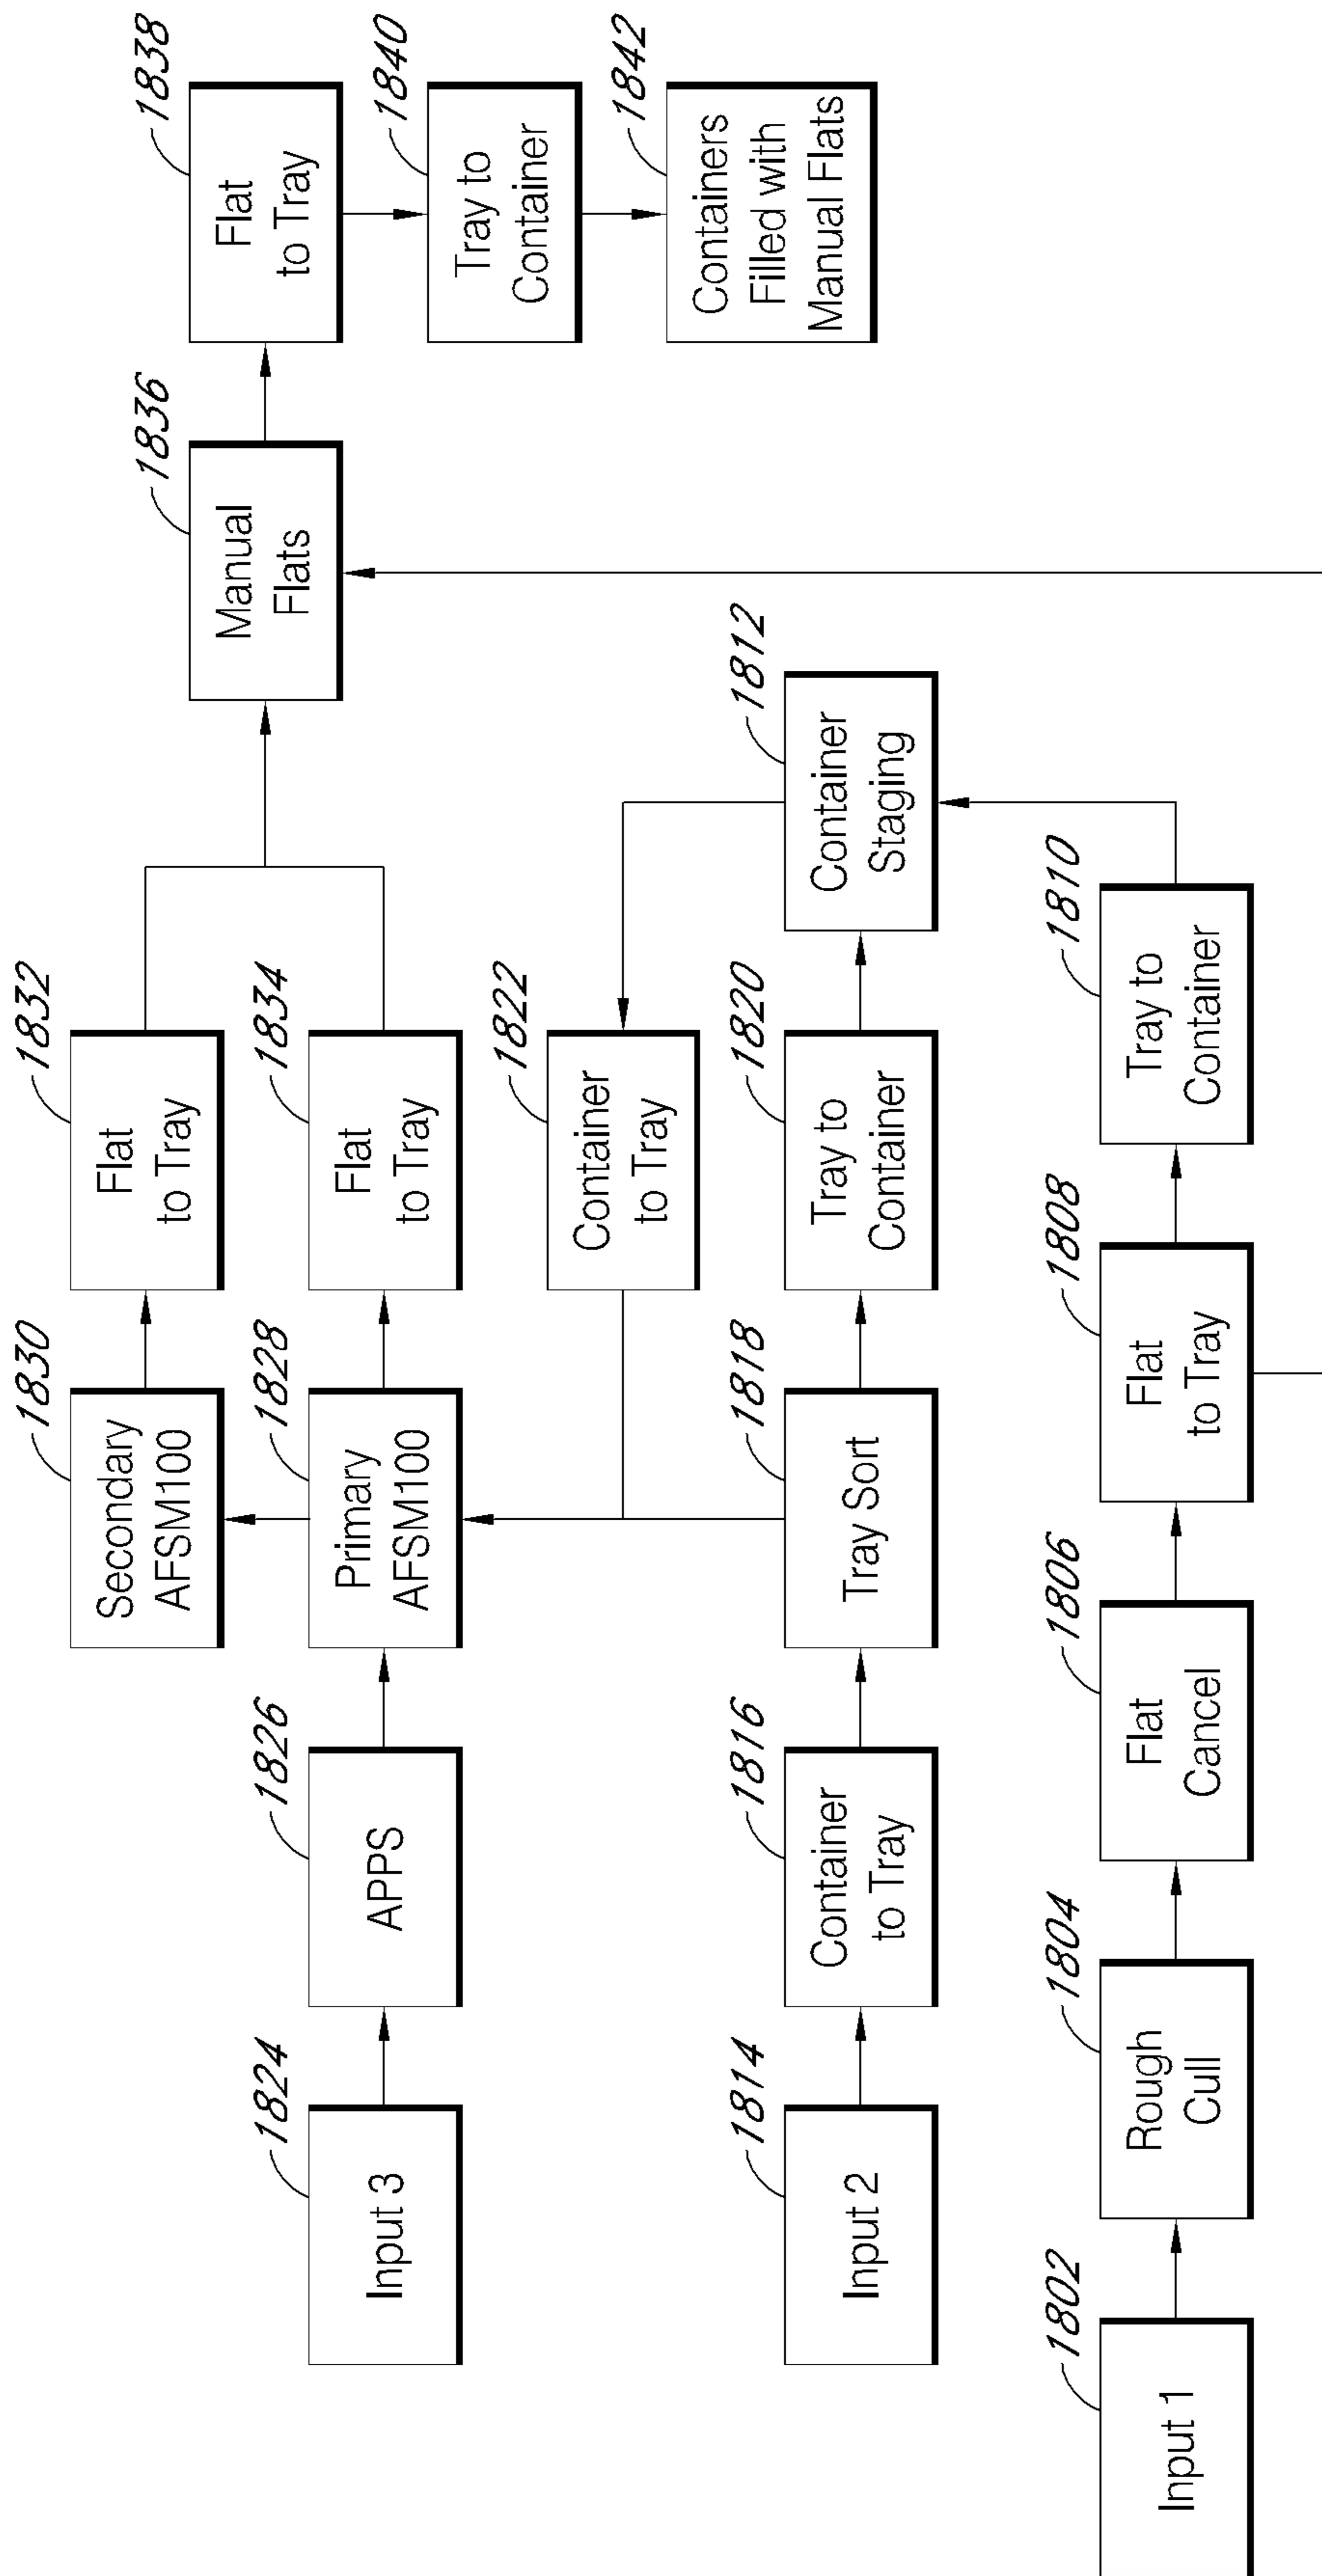 1830
Secondary
AFSM100
1832
Flat
to Tray
1824
Input 3
1826
APPS
1828
Primary
AFSM100
1834
Flat
to Tray
1836
Manual
Flats
1838
Flat
to Tray
1840
Tray to
Container
1842
Containers
Filled with
Manual Flats
1822
Container
to Tray
1814
Input 2
1816
Container
to Tray
1818
Tray Sort
1820
Tray to
Container
1812
Container
Staging
1802
Input 1
1804
Rough
Cull
1806
Flat
Cancel
1808
Flat
to Tray
1810
Tray to
Container